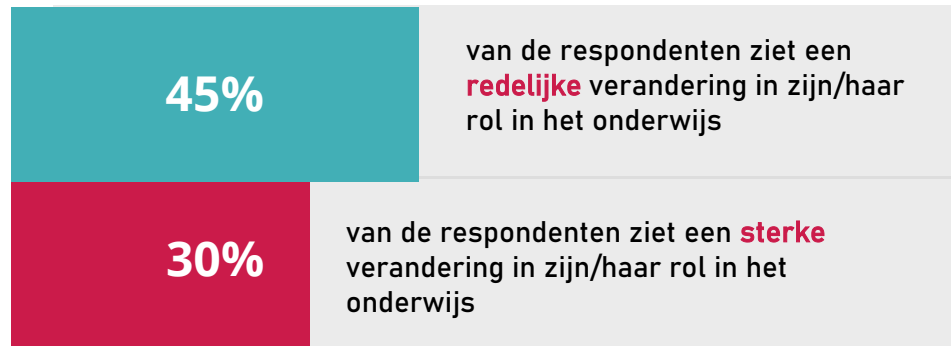 45%
van de respondenten ziet een
redelijke verandering in zijn/haar
rol in het onderwijs
30%
van de respondenten ziet een sterke
verandering in zijn/haar rol in het
onderwijs